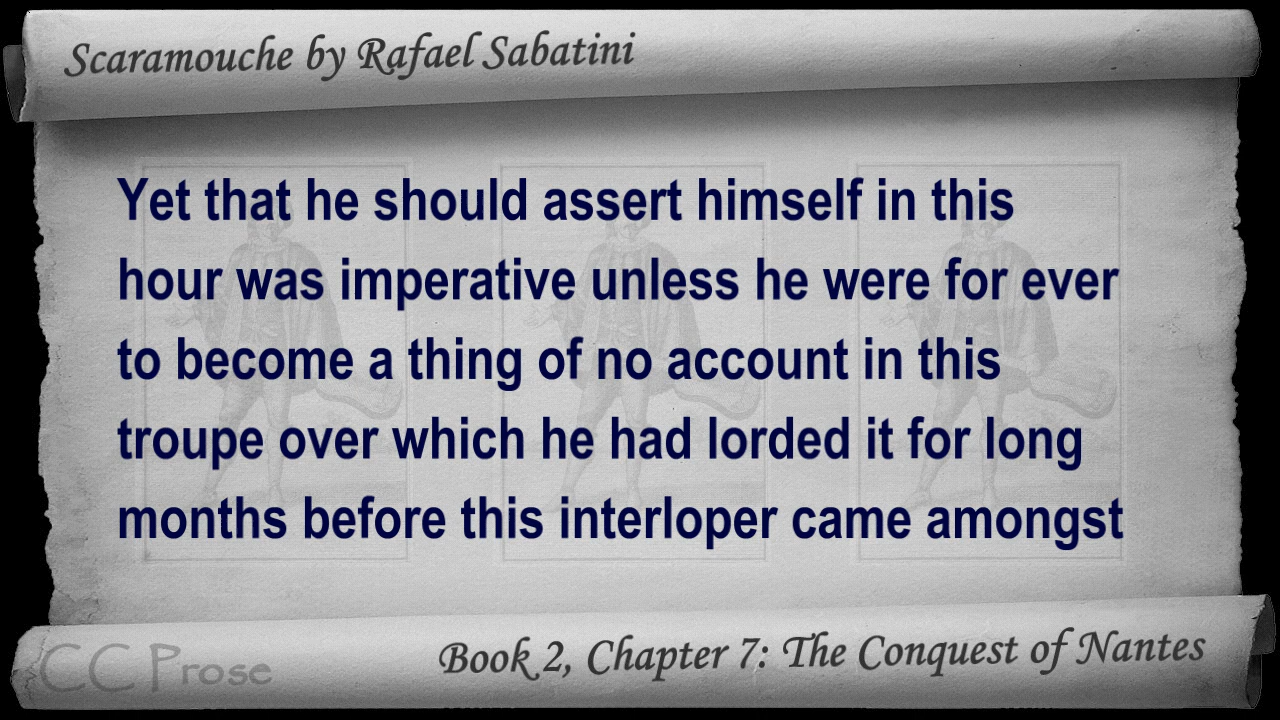 Scaramouche by Rafael Sabatini
Yet that he should assert himself in this
hour was imperative unless he were for ever
to become a thing of no account in this
troupe over which he had lorded it for long
months before this interloper came amongst
CC Prose
Book 2, Chapter 7: The Conquest of Nantes